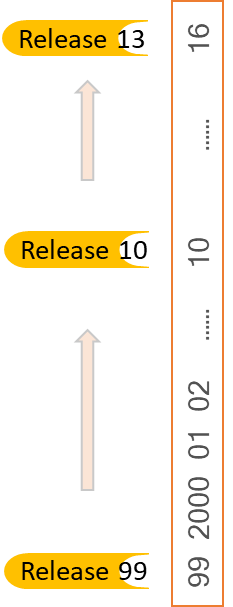 Release 13
16
......
Release 10
10
......
02
01
2000
Release 99
99